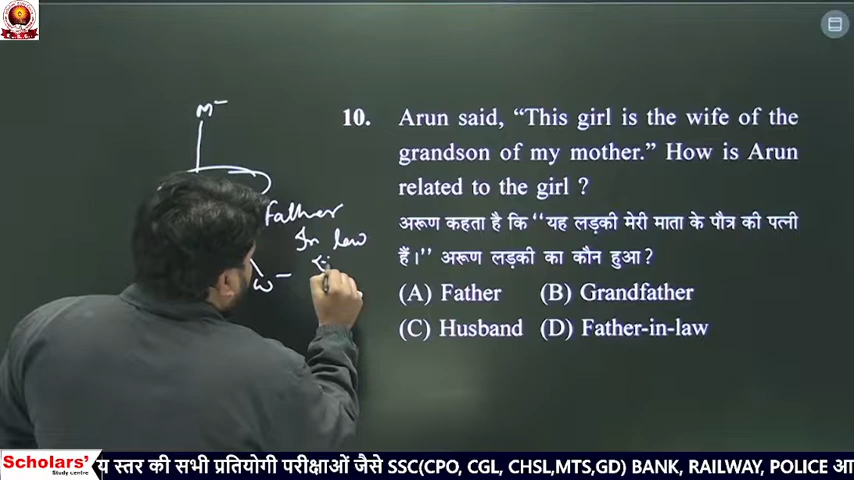 10. Arun said, “This girl is the wife of the
grandson of my mother.” How is Arun
related to the girl ?
अरूण कहता है कि “यह लड़की मेरी माता के पौत्र की पत्नी
हैं।” अरूण लड़की का कौन हुआ?
(A) Father (B) Grandfather
(C) Husband (D) Father-in-law
M-
Father
In law
W -
Scholars'
Study Centre
य स्तर की सभी प्रतियोगी परीक्षाओं जैसे SSC(CPO, CGL, CHSL,MTS,GD) BANK, RAILWAY, POLICE आ